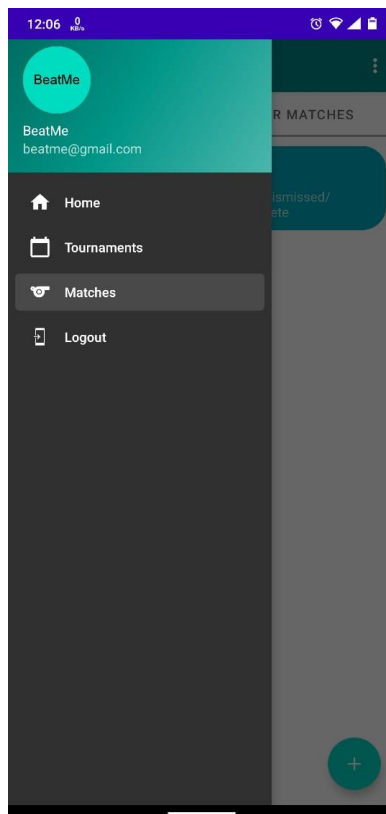 12:06 0 KB/s
BeatMe
R MATCHES
BeatMe
beatme@gmail.com
ismissed/
ete
Home
Tournaments
Matches
Logout